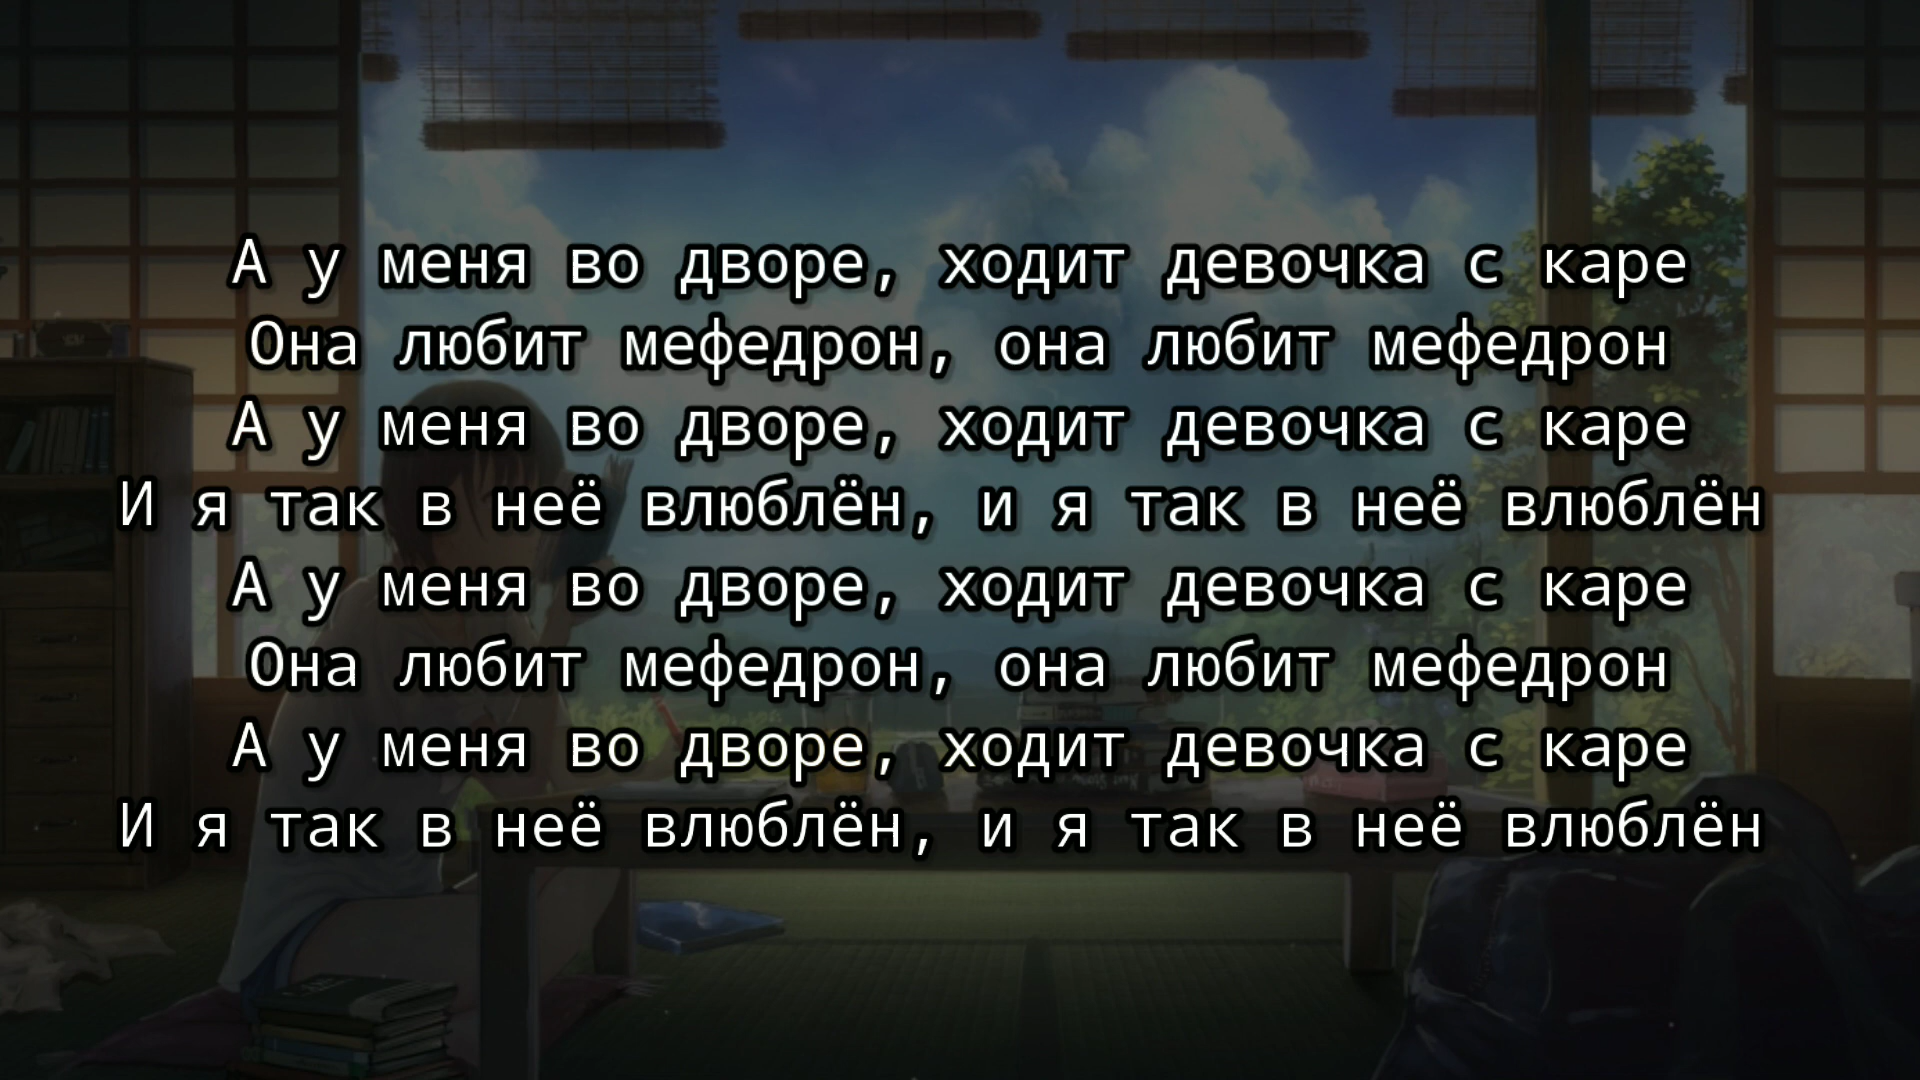 А у меня во дворе, ходит девочка с каре
Она любит мефедрон, она любит мефедрон
А у меня во дворе, ходит девочка с каре
И я так в неё влюблён, и я так в неё влюблён
А у меня во дворе, ходит девочка с каре
Она любит мефедрон, она любит мефедрон
А у меня во дворе, ходит девочка с каре
И я так в неё влюблён, и я так в неё влюблён